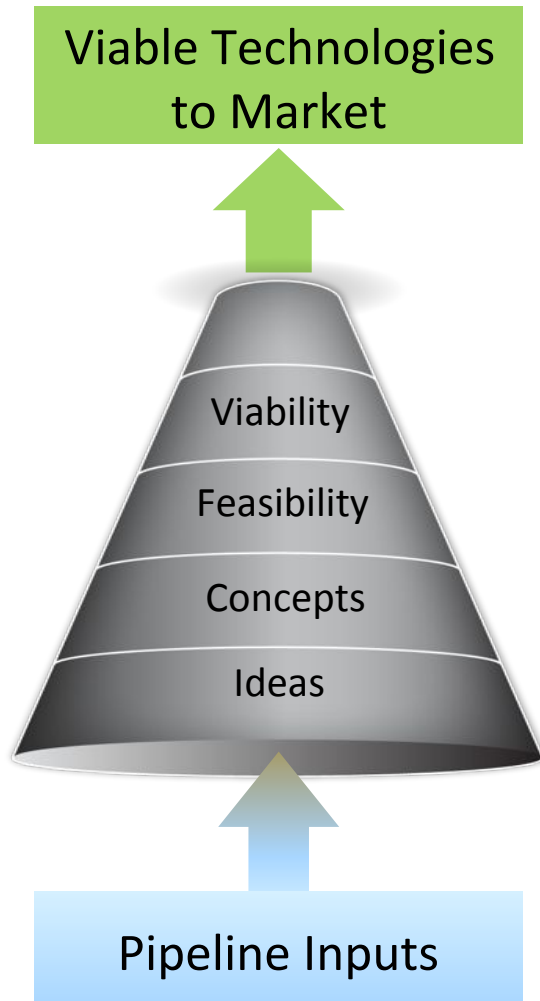 Viable Technologies
to Market
Viability
Feasibility
Concepts
Ideas
Pipeline Inputs